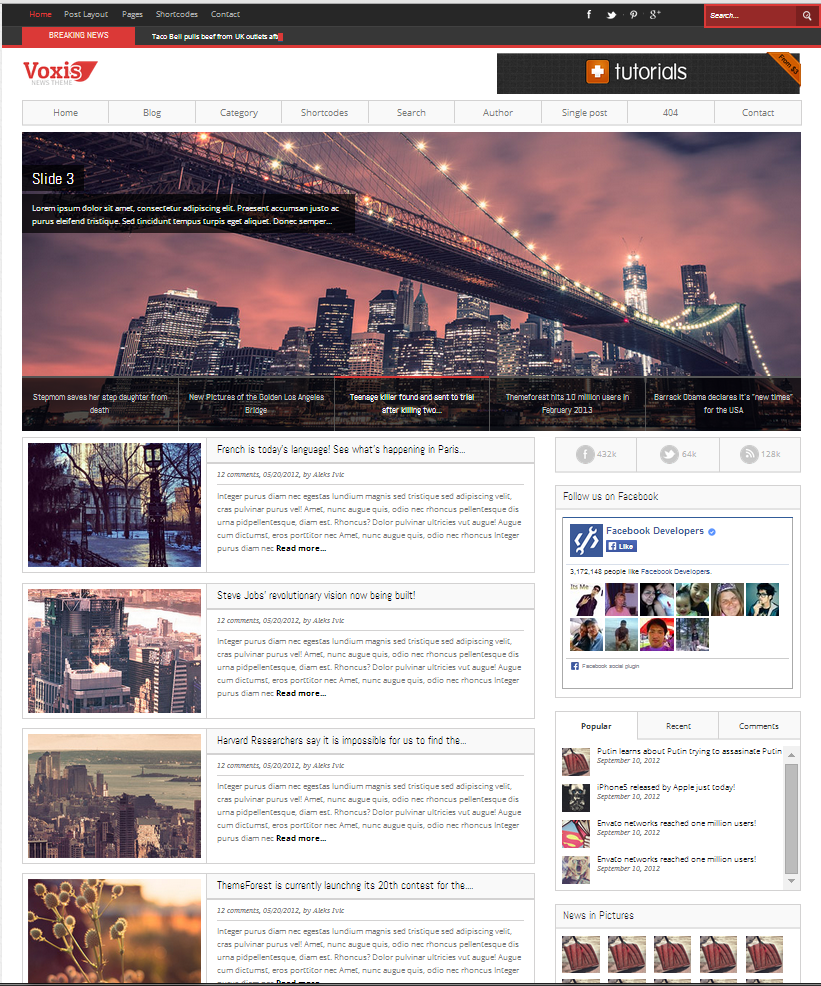 Home Post Layout Pages Shortcodes Contact
Search...
BREAKING NEWS
Taco Bell pulls beef from UK outlets aft
Voxis
NEWS THEME
tutorials
From $3
Home Blog Category Shortcodes Search Author Single post 404 Contact
Slide 3
Lorem ipsum dolor sit amet, consectetur adipiscing elit. Praesent accumsan justo ac
purus eleifend tristique. Sed tincidunt tempus turpis eget aliquet. Donec semper...
Stepmom saves her step daughter from
death
New Pictures of the Golden Los Angeles
Bridge
Teenage killer found and sent to trial
after killing two...
Themeforest hits 10 million users in
February 2013
Barrack Obama declares it's "new times"
for the USA
French is today's language! See what's happening in Paris...
12 comments, 05/20/2012, by Aleks Ivic
Integer purus diam nec egestas lundium magnis sed tristique sed adipiscing velit,
cras pulvinar purus vel! Amet, nunc augue quis, odio nec rhoncus pellentesque dis
urna pidpellentesque, diam est. Rhoncus? Dolor pulvinar ultricies vut augue! Augue
cum dictumst, eros porttitor nec Amet, nunc augue quis, odio nec rhoncus Integer
purus diam nec Read more...
Steve Jobs' revolutionary vision now being built!
12 comments, 05/20/2012, by Aleks Ivic
Integer purus diam nec egestas lundium magnis sed tristique sed adipiscing velit,
cras pulvinar purus vel! Amet, nunc augue quis, odio nec rhoncus pellentesque dis
urna pidpellentesque, diam est. Rhoncus? Dolor pulvinar ultricies vut augue! Augue
cum dictumst, eros porttitor nec Amet, nunc augue quis, odio nec rhoncus Integer
purus diam nec Read more...
Harvard Researchers say it is impossible for us to find the...
12 comments, 05/20/2012, by Aleks Ivic
Integer purus diam nec egestas lundium magnis sed tristique sed adipiscing velit,
cras pulvinar purus vel! Amet, nunc augue quis, odio nec rhoncus pellentesque dis
urna pidpellentesque, diam est. Rhoncus? Dolor pulvinar ultricies vut augue! Augue
cum dictumst, eros porttitor nec Amet, nunc augue quis, odio nec rhoncus Integer
purus diam nec Read more...
ThemeForest is currently launchng its 20th contest for the....
12 comments, 05/20/2012, by Aleks Ivic
Integer purus diam nec egestas lundium magnis sed tristique sed adipiscing velit,
cras pulvinar purus vel! Amet, nunc augue quis, odio nec rhoncus pellentesque dis
urna pidpellentesque, diam est. Rhoncus? Dolor pulvinar ultricies vut augue! Augue
cum dictumst, eros porttitor nec Amet, nunc augue quis, odio nec rhoncus Integer
purus diam nec Read more...
432k 64k 128k
Follow us on Facebook
Facebook Developers
Like
3,172,148 people like Facebook Developers.
Its Me
Facebook social plugin
Popular Recent Comments
Putin learns about Putin trying to assasinate Putin
September 10, 2012
iPhone5 released by Apple just today!
September 10, 2012
Envato networks reached one million users!
September 10, 2012
Envato networks reached one million users!
September 10, 2012
News in Pictures